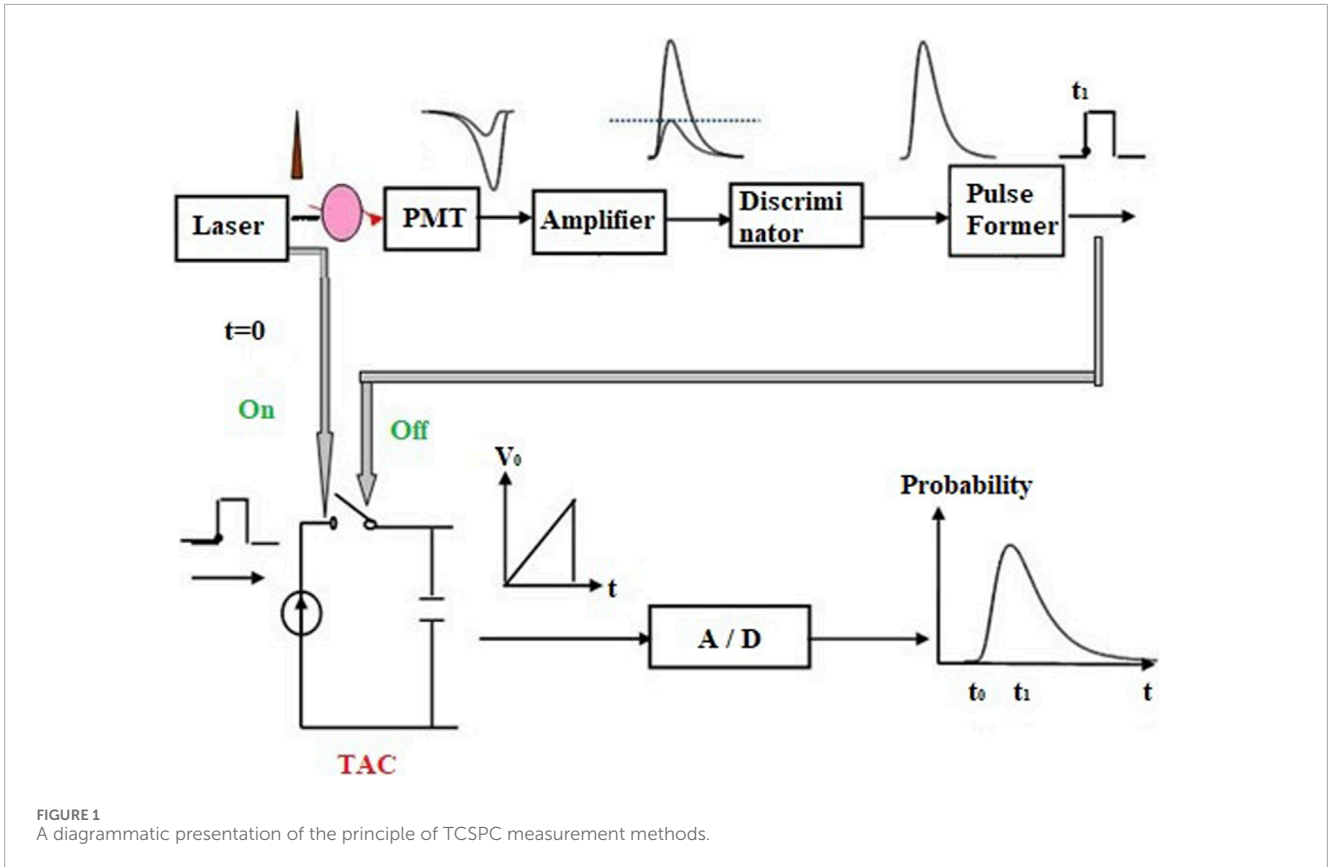 t₁
Laser
PMT
Amplifier
Discrimi
nator
Pulse
Former
t=0
On
Off
V₀
t
Probability
A / D
t₀ t₁ t
TAC
FIGURE 1
A diagrammatic presentation of the principle of TCSPC measurement methods.